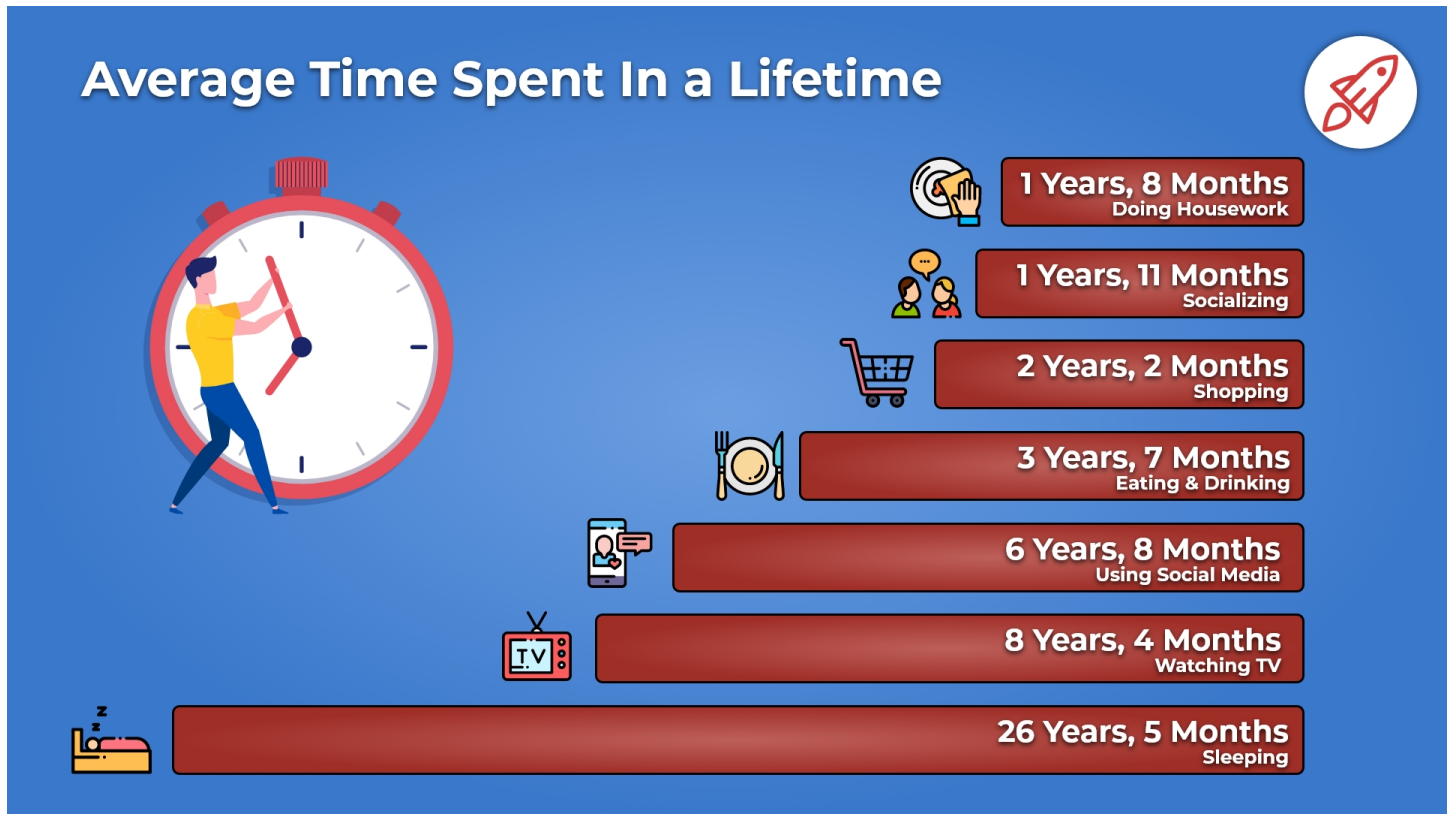 Average Time Spent In a Lifetime
1 Years, 8 Months
Doing Housework
1 Years, 11 Months
Socializing
2 Years, 2 Months
Shopping
3 Years, 7 Months
Eating & Drinking
6 Years, 8 Months
Using Social Media
TV
8 Years, 4 Months
Watching TV
z
z
26 Years, 5 Months
Sleeping